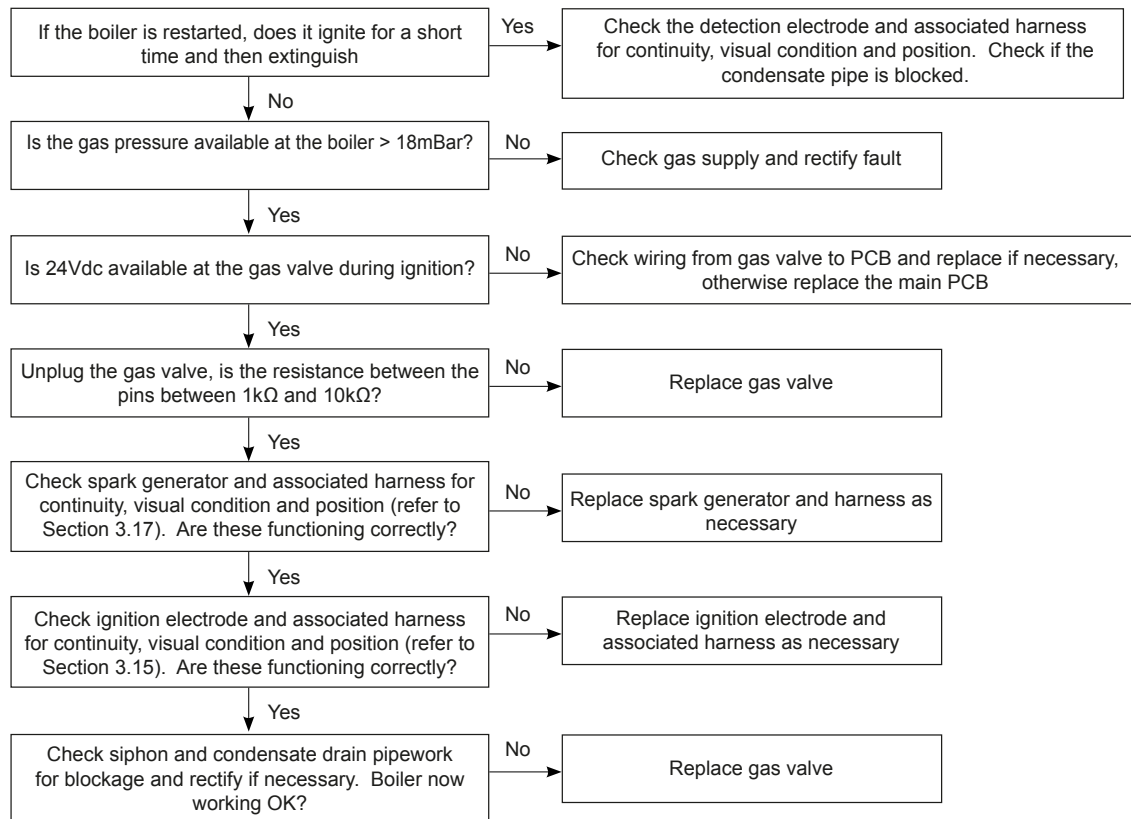 If the boiler is restarted, does it ignite for a short
time and then extinguish
Yes
Check the detection electrode and associated harness
for continuity, visual condition and position.  Check if the
condensate pipe is blocked.
No
Is the gas pressure available at the boiler > 18mBar?
No
Check gas supply and rectify fault
Yes
Is 24Vdc available at the gas valve during ignition?
No
Check wiring from gas valve to PCB and replace if necessary,
otherwise replace the main PCB
Yes
Unplug the gas valve, is the resistance between the
pins between 1kΩ and 10kΩ?
No
Replace gas valve
Yes
Check spark generator and associated harness for
continuity, visual condition and position (refer to
Section 3.17).  Are these functioning correctly?
No
Replace spark generator and harness as
necessary
Yes
Check ignition electrode and associated harness
for continuity, visual condition and position (refer to
Section 3.15).  Are these functioning correctly?
No
Replace ignition electrode and
associated harness as necessary
Yes
Check siphon and condensate drain pipework
for blockage and rectify if necessary.  Boiler now
working OK?
No
Replace gas valve